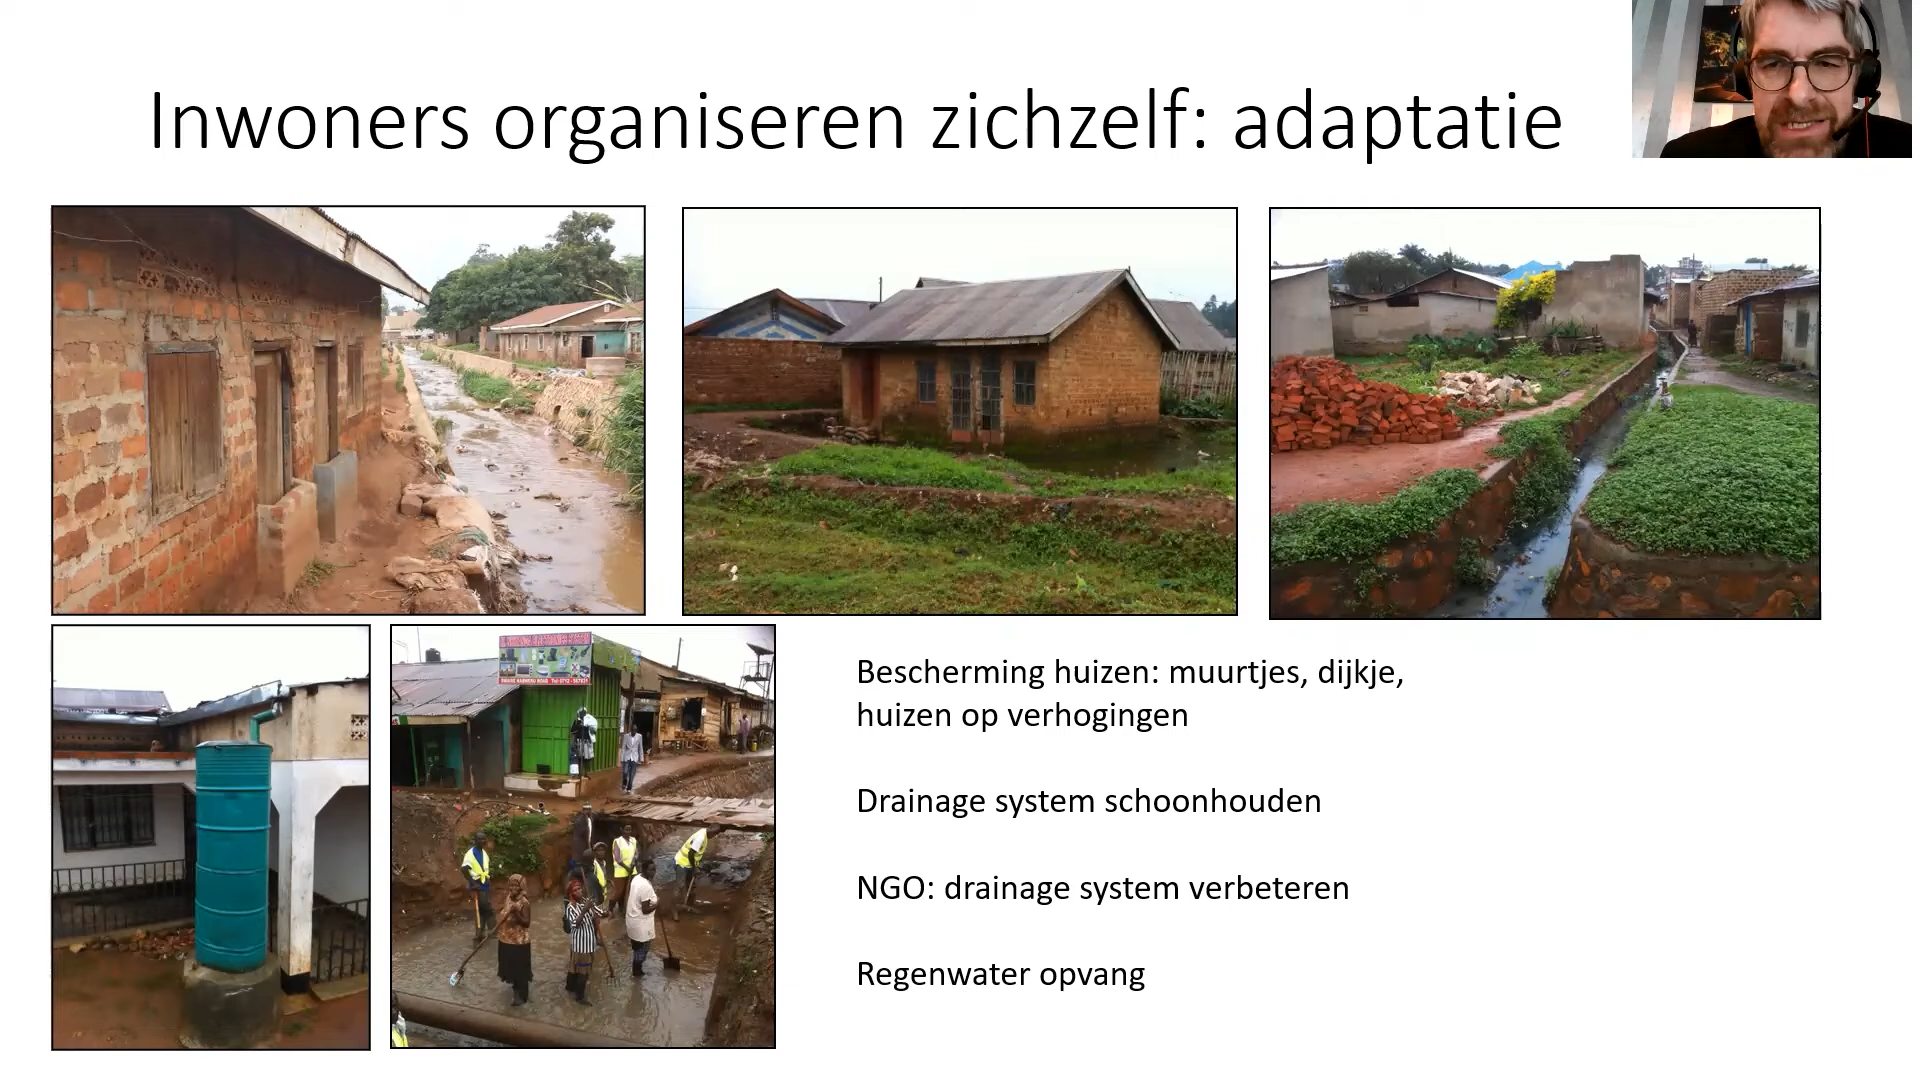 Inwoners organiseren zichzelf: adaptatie
Bescherming huizen: muurtjes, dijkje,
huizen op verhogingen
Drainage system schoonhouden
NGO: drainage system verbeteren
Regenwater opvang